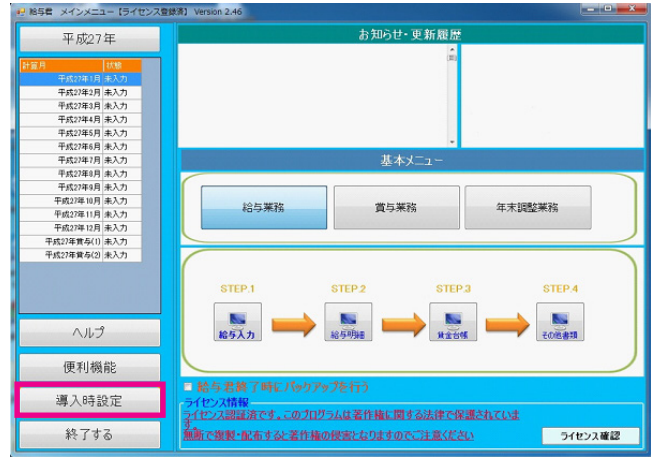 給与君 メインメニュー【ライセンス登録済】 Version 2.46
平成27年
計算月 状態
平成27年1月 未入力
平成27年2月 未入力
平成27年3月 未入力
平成27年4月 未入力
平成27年5月 未入力
平成27年6月 未入力
平成27年7月 未入力
平成27年8月 未入力
平成27年9月 未入力
平成27年10月 未入力
平成27年11月 未入力
平成27年12月 未入力
平成27年賞与(1) 未入力
平成27年賞与(2) 未入力
ヘルプ
便利機能
導入時設定
終了する
お知らせ・更新履歴
基本メニュー
給与業務 賞与業務 年末調整業務
STEP.1 STEP.2 STEP.3 STEP.4
給与入力 給与明細 賃金台帳 その他書類
給与君終了時にバックアップを行う
ライセンス情報
ライセンス認証済です。このプログラムは著作権に関する法律で保護されていま
す。
無断で複製・配布すると著作権の侵害となりますのでご注意ください
ライセンス確認